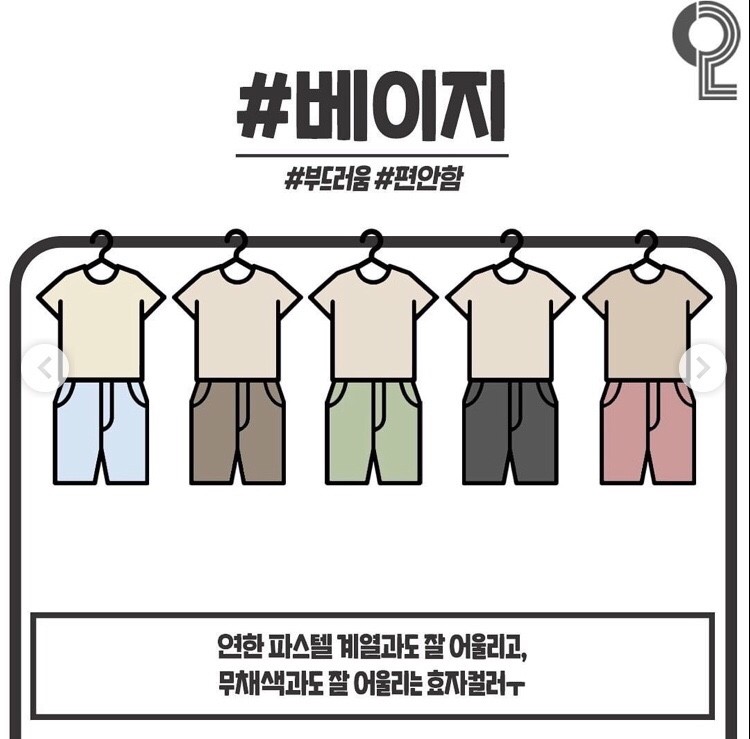 #베이지
#부드러움 #편안함
연한 파스텔 계열과도 잘 어울리고,
무채색과도 잘 어울리는 효자컬러ㅜ